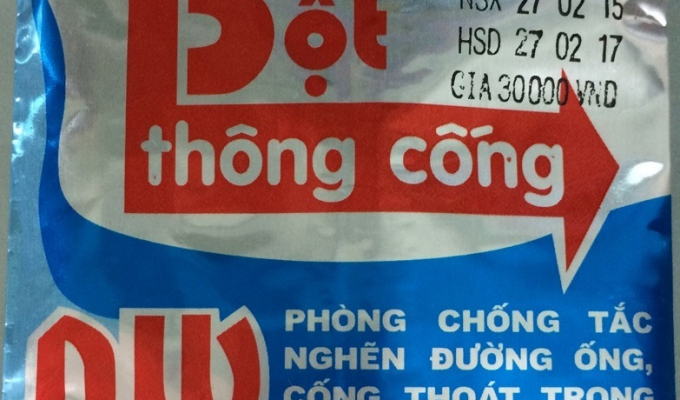 Bột
NSX 27 02 15
HSD 27 02 17
GIA 30000 VND
thông cống
PHÒNG CHỐNG TẮC
NGHẼN ĐƯỜNG ỐNG,
CỐNG THOÁT TRONG